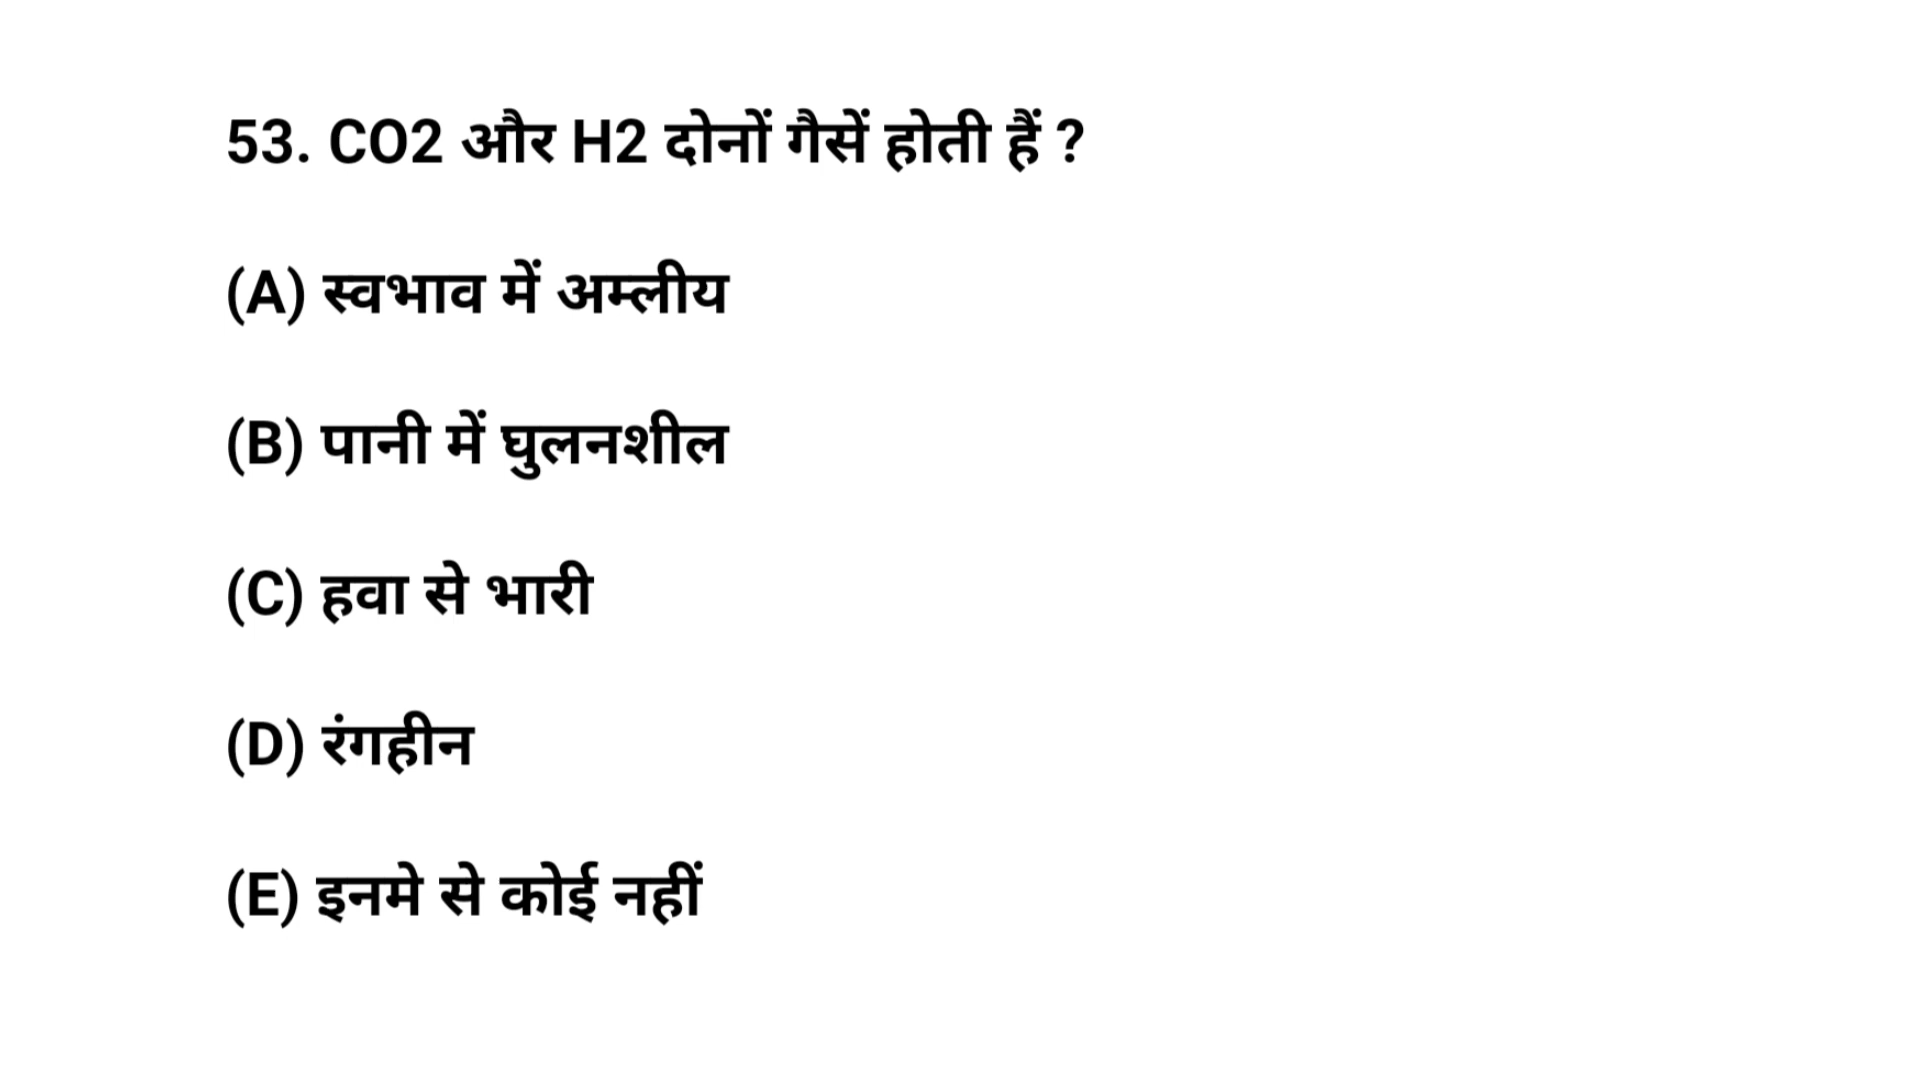 53. CO2 और H2 दोनों गैसें होती हैं ?
(A) स्वभाव में अम्लीय
(B) पानी में घुलनशील
(C) हवा से भारी
(D) रंगहीन
(E) इनमे से कोई नहीं